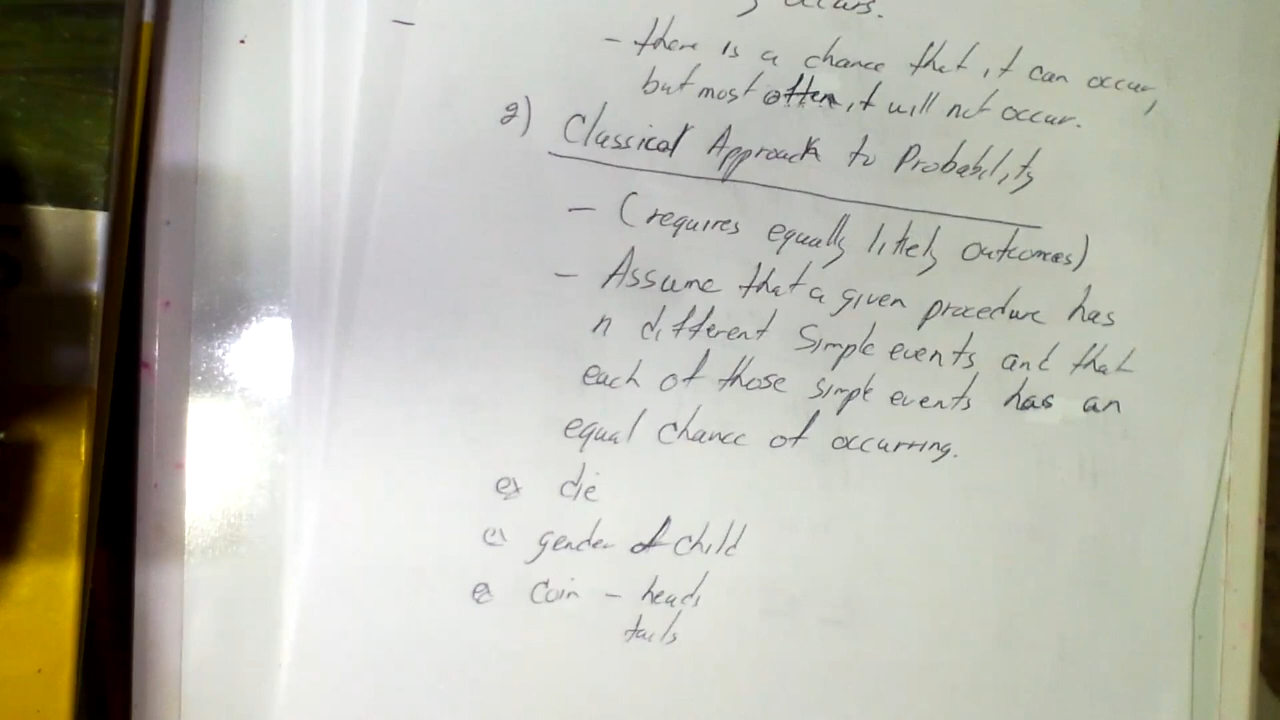 occurs.
- there is a chance that it can occur,
but most often it will not occur.
2) Classical Approach to Probability
- (requires equally likely outcomes)
- Assume that a given procedure has
n different simple events and that
each of those simple events has an
equal chance of occurring.
ex die
ex gender of child
ex Coin - heads
tails